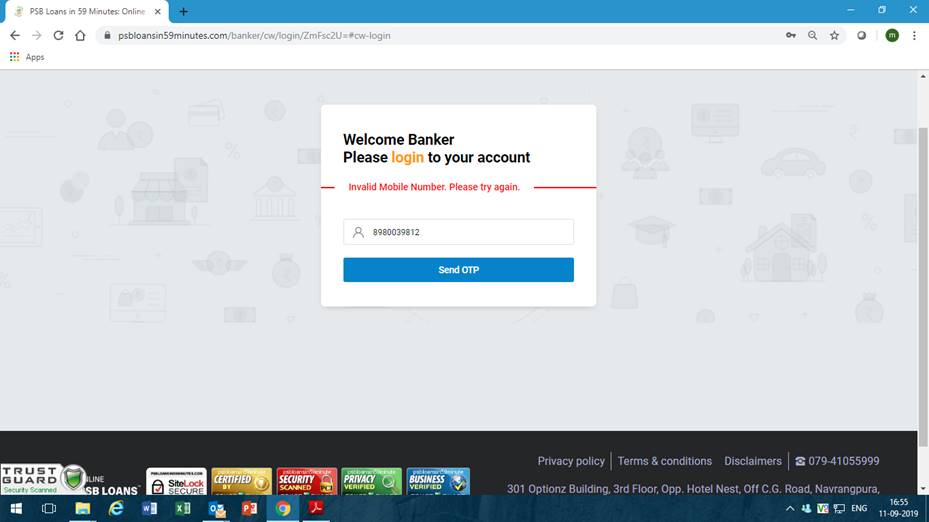 PSB Loans in 59 Minutes: Online
psbloansin59minutes.com/banker/cw/login/ZmFsc2U=#cw-login
m
Apps
Welcome Banker
Please login to your account
Invalid Mobile Number. Please try again.
8980039812
Send OTP
Privacy policy
Terms & conditions
Disclaimers
079-41055999
301 Optionz Building, 3rd Floor, Opp. Hotel Nest, Off C.G. Road, Navrangpura,
TRUST
GUARD
Security Scanned
SB LOANS
SiteLock
SECURE
CERTIFIED
BY
SECURITY
SCANNED
PRIVACY
VERIFIED
BUSINESS
VERIFIED
ENG
16:55
11-09-2019